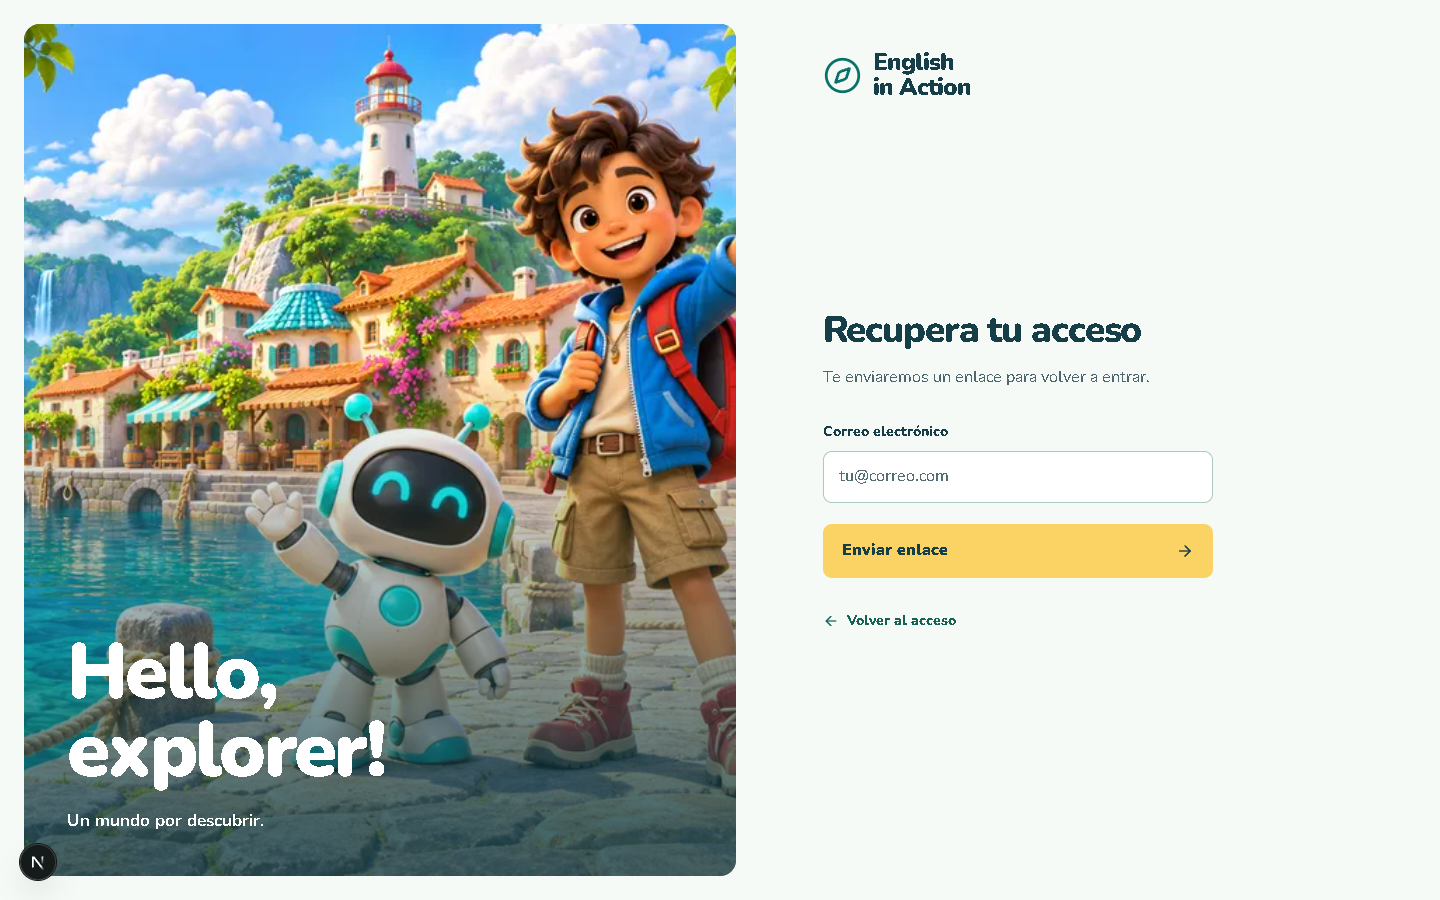 English
in Action
Recupera tu acceso
Te enviaremos un enlace para volver a entrar.
Correo electrónico
tu@correo.com
Enviar enlace
Volver al acceso
Hello,
explorer!
Un mundo por descubrir.
N